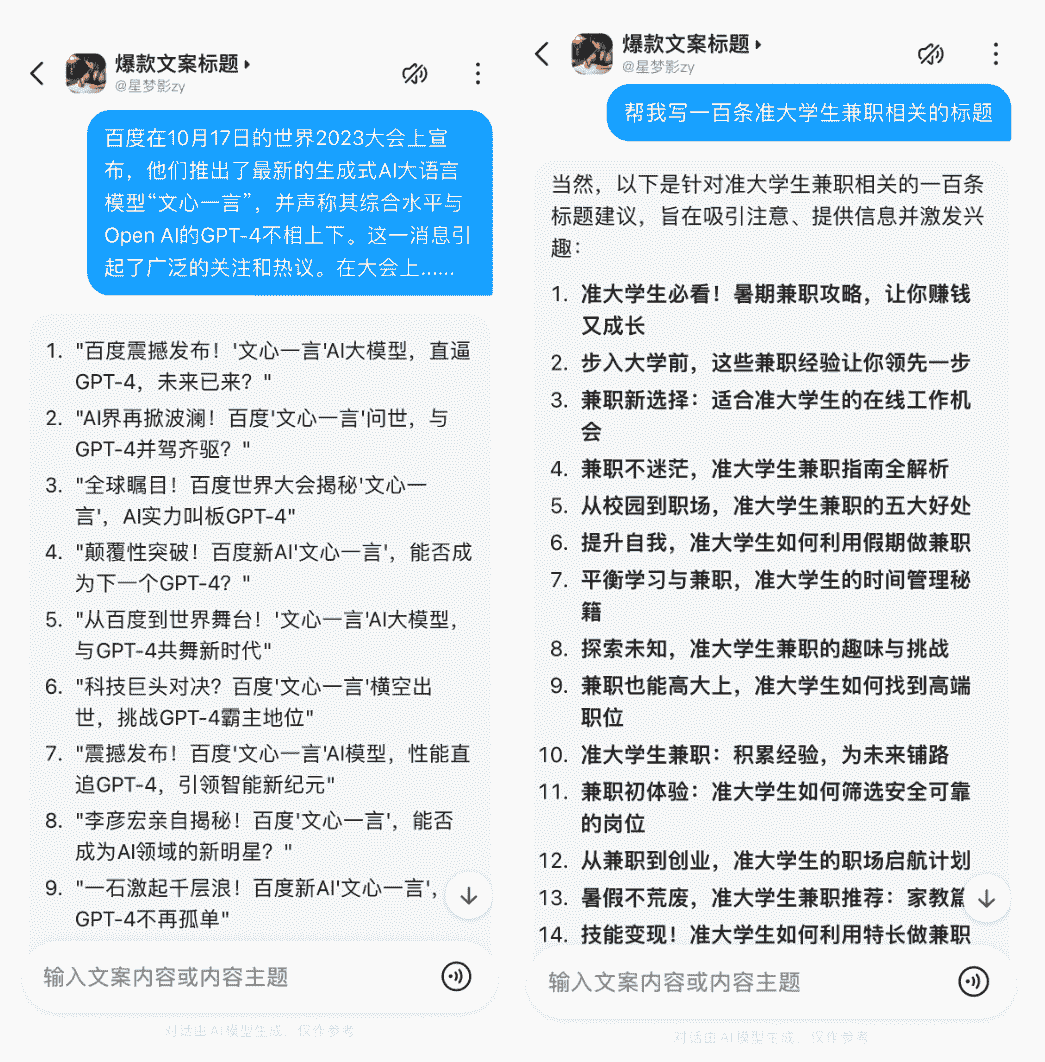 爆款文案标题
@星梦影zy
百度在10月17日的世界2023大会上宣
布，他们推出了最新的生成式AI大语言
模型“文心一言”，并声称其综合水平与
Open AI的GPT-4不相上下。这一消息引
起了广泛的关注和热议。在大会上......
1. "百度震撼发布！'文心一言'AI大模型，直逼
GPT-4，未来已来？"
2. "AI界再掀波澜！百度'文心一言'问世，与
GPT-4并驾齐驱？"
3. "全球瞩目！百度世界大会揭秘'文心一
言'，AI实力叫板GPT-4"
4. "颠覆性突破！百度新AI'文心一言'，能否成
为下一个GPT-4？"
5. "从百度到世界舞台！'文心一言'AI大模型，
与GPT-4共舞新时代"
6. "科技巨头对决？百度'文心一言'横空出
世，挑战GPT-4霸主地位"
7. "震撼发布！百度'文心一言'AI模型，性能直
追GPT-4，引领智能新纪元"
8. "李彦宏亲自揭秘！百度'文心一言'，能否
成为AI领域的新明星？"
9. "一石激起千层浪！百度新AI'文心一言'，
GPT-4不再孤单"
输入文案内容或内容主题
对话由AI模型生成，仅作参考
爆款文案标题
@星梦影zy
帮我写一百条准大学生兼职相关的标题
当然，以下是针对准大学生兼职相关的一百条
标题建议，旨在吸引注意、提供信息并激发兴
趣：
1. 准大学生必看！暑期兼职攻略，让你赚钱
又成长
2. 步入大学前，这些兼职经验让你领先一步
3. 兼职新选择：适合准大学生的在线工作机
会
4. 兼职不迷茫，准大学生兼职指南全解析
5. 从校园到职场，准大学生兼职的五大好处
6. 提升自我，准大学生如何利用假期做兼职
7. 平衡学习与兼职，准大学生的时间管理秘
籍
8. 探索未知，准大学生兼职的趣味与挑战
9. 兼职也能高大上，准大学生如何找到高端
职位
10. 准大学生兼职：积累经验，为未来铺路
11. 兼职初体验：准大学生如何筛选安全可靠
的岗位
12. 从兼职到创业，准大学生的职场启航计划
13. 暑假不荒废，准大学生兼职推荐：家教篇
14. 技能变现！准大学生如何利用特长做兼职
输入文案内容或内容主题
对话由AI模型生成，仅作参考